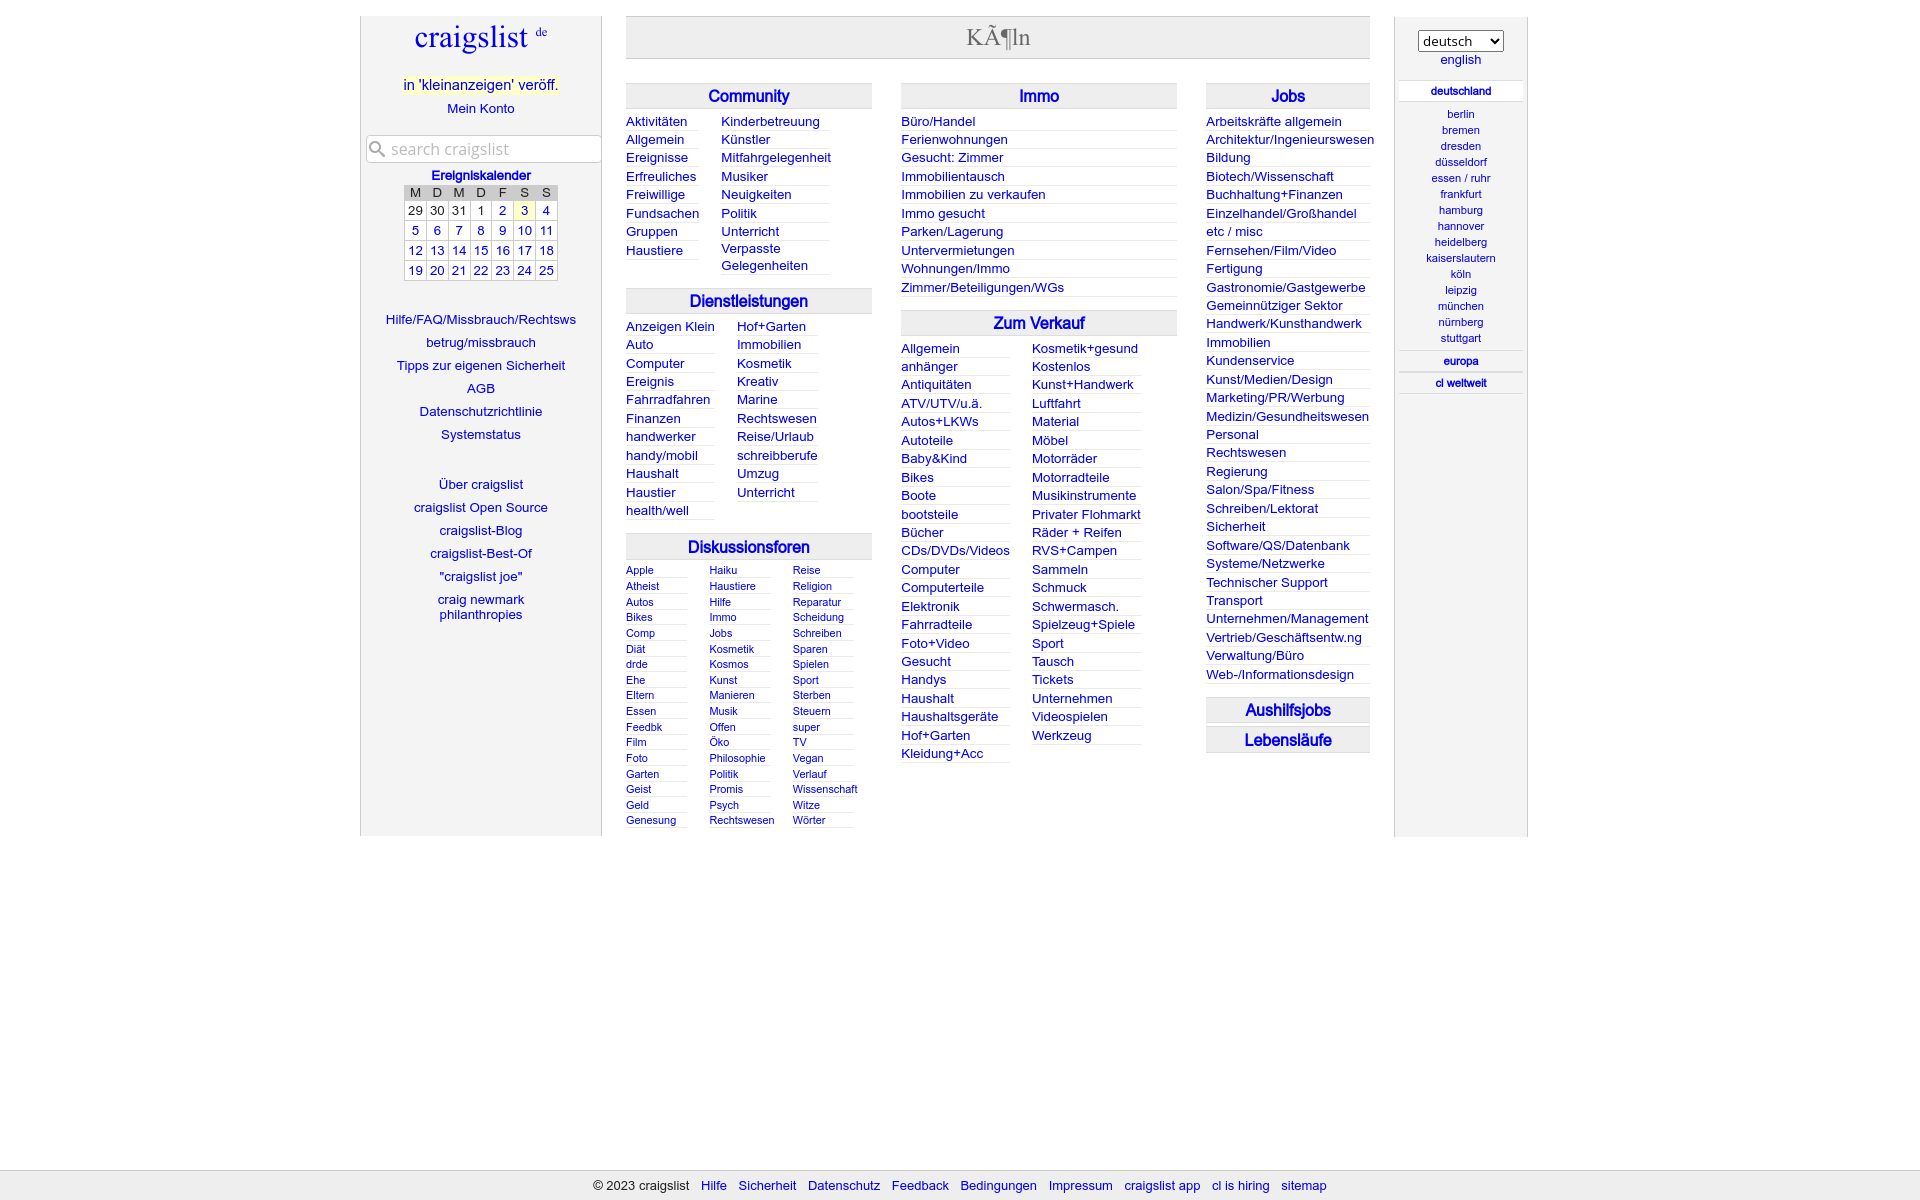 craigslist de
in 'kleinanzeigen' veröff.
Mein Konto
search craigslist
Ereigniskalender
M D M D F S S
29 30 31 1 2 3 4
5 6 7 8 9 10 11
12 13 14 15 16 17 18
19 20 21 22 23 24 25
Hilfe/FAQ/Missbrauch/Rechtsws
betrug/missbrauch
Tipps zur eigenen Sicherheit
AGB
Datenschutzrichtlinie
Systemstatus
Über craigslist
craigslist Open Source
craigslist-Blog
craigslist-Best-Of
"craigslist joe"
craig newmark
philanthropies
KÃ¶ln
Community
Aktivitäten
Allgemein
Ereignisse
Erfreuliches
Freiwillige
Fundsachen
Gruppen
Haustiere
Kinderbetreuung
Künstler
Mitfahrgelegenheit
Musiker
Neuigkeiten
Politik
Unterricht
Verpasste
Gelegenheiten
Dienstleistungen
Anzeigen Klein
Auto
Computer
Ereignis
Fahrradfahren
Finanzen
handwerker
handy/mobil
Haushalt
Haustier
health/well
Hof+Garten
Immobilien
Kosmetik
Kreativ
Marine
Rechtswesen
Reise/Urlaub
schreibberufe
Umzug
Unterricht
Diskussionsforen
Apple
Atheist
Autos
Bikes
Comp
Diät
drde
Ehe
Eltern
Essen
Feedbk
Film
Foto
Garten
Geist
Geld
Genesung
Haiku
Haustiere
Hilfe
Immo
Jobs
Kosmetik
Kosmos
Kunst
Manieren
Musik
Offen
Öko
Philosophie
Politik
Promis
Psych
Rechtswesen
Reise
Religion
Reparatur
Scheidung
Schreiben
Sparen
Spielen
Sport
Sterben
Steuern
super
TV
Vegan
Verlauf
Wissenschaft
Witze
Wörter
Immo
Büro/Handel
Ferienwohnungen
Gesucht: Zimmer
Immobilientausch
Immobilien zu verkaufen
Immo gesucht
Parken/Lagerung
Untervermietungen
Wohnungen/Immo
Zimmer/Beteiligungen/WGs
Zum Verkauf
Allgemein
anhänger
Antiquitäten
ATV/UTV/u.ä.
Autos+LKWs
Autoteile
Baby&Kind
Bikes
Boote
bootsteile
Bücher
CDs/DVDs/Videos
Computer
Computerteile
Elektronik
Fahrradteile
Foto+Video
Gesucht
Handys
Haushalt
Haushaltsgeräte
Hof+Garten
Kleidung+Acc
Kosmetik+gesund
Kostenlos
Kunst+Handwerk
Luftfahrt
Material
Möbel
Motorräder
Motorradteile
Musikinstrumente
Privater Flohmarkt
Räder + Reifen
RVS+Campen
Sammeln
Schmuck
Schwermasch.
Spielzeug+Spiele
Sport
Tausch
Tickets
Unternehmen
Videospielen
Werkzeug
Jobs
Arbeitskräfte allgemein
Architektur/Ingenieurswesen
Bildung
Biotech/Wissenschaft
Buchhaltung+Finanzen
Einzelhandel/Großhandel
etc / misc
Fernsehen/Film/Video
Fertigung
Gastronomie/Gastgewerbe
Gemeinnütziger Sektor
Handwerk/Kunsthandwerk
Immobilien
Kundenservice
Kunst/Medien/Design
Marketing/PR/Werbung
Medizin/Gesundheitswesen
Personal
Rechtswesen
Regierung
Salon/Spa/Fitness
Schreiben/Lektorat
Sicherheit
Software/QS/Datenbank
Systeme/Netzwerke
Technischer Support
Transport
Unternehmen/Management
Vertrieb/Geschäftsentw.ng
Verwaltung/Büro
Web-/Informationsdesign
Aushilfsjobs
Lebensläufe
deutsch
english
deutschland
berlin
bremen
dresden
düsseldorf
essen / ruhr
frankfurt
hamburg
hannover
heidelberg
kaiserslautern
köln
leipzig
münchen
nürnberg
stuttgart
europa
cl weltweit
© 2023 craigslist Hilfe Sicherheit Datenschutz Feedback Bedingungen Impressum craigslist app cl is hiring sitemap